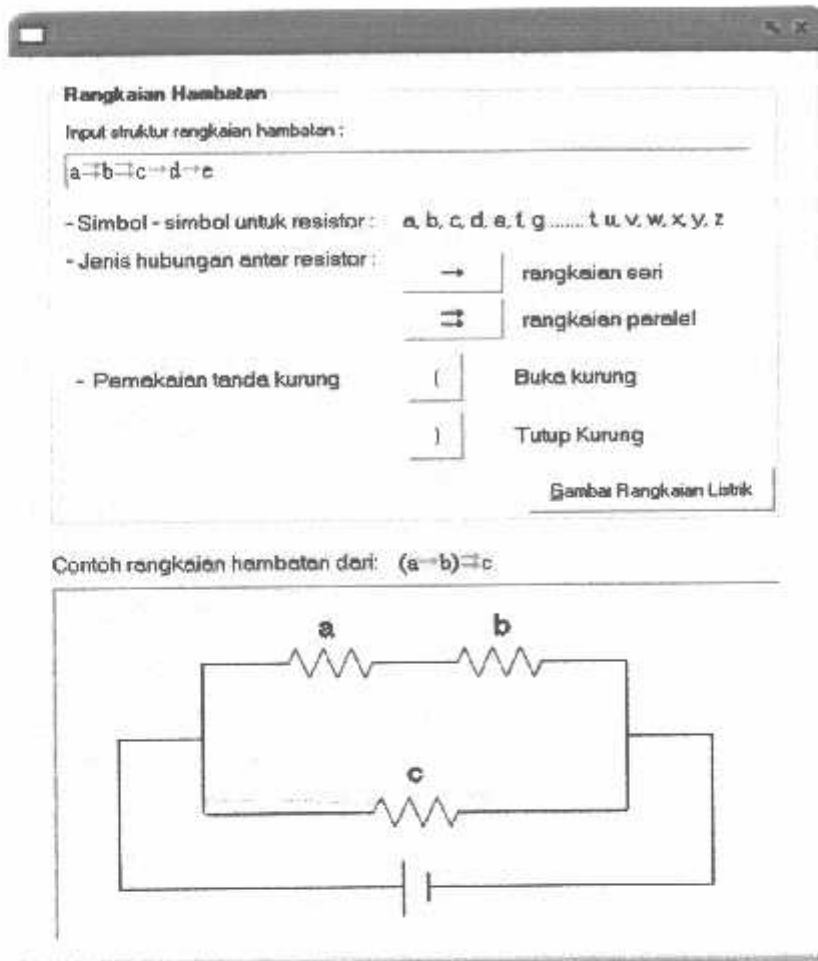 Rangkaian Hambatan
Input struktur rangkaian hambatan :
a⇉b⇉c→d→e
- Simbol - simbol untuk resistor : a, b, c, d, e, f, g ....... t, u, v, w, x, y, z
- Jenis hubungan antar resistor :
→ rangkaian seri
⇉ rangkaian paralel
- Pemakaian tanda kurung ( Buka kurung
) Tutup Kurung
Gambar Rangkaian Listrik
Contoh rangkaian hambatan dari: (a→b)⇉c
a b
c